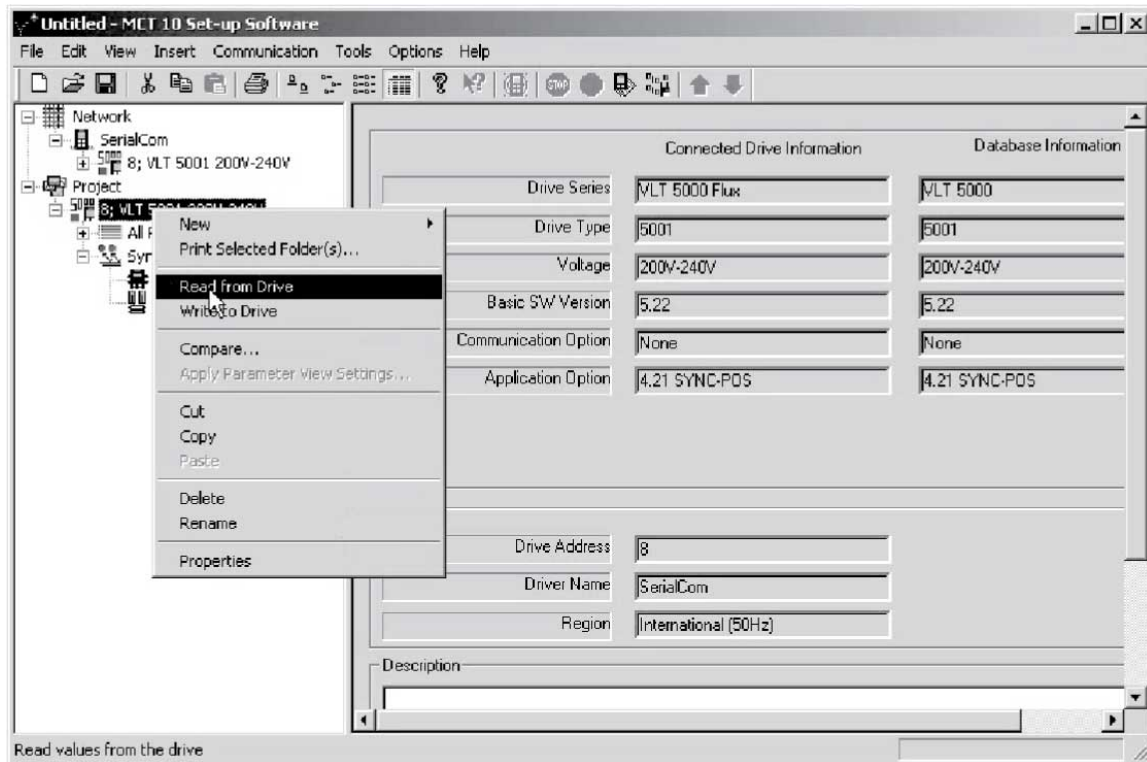 Untitled - MCT 10 Set-up Software
File Edit View Insert Communication Tools Options Help
STOP
Network
SerialCom
8; VLT 5001 200V-240V
Project
8; VLT
All
New
Print Selected Folder(s)...
Read from Drive
Write to Drive
Compare...
Apply Parameter View Settings...
Cut
Copy
Paste
Delete
Rename
Properties
Connected Drive Information Database Information
Drive Series VLT 5000 Flux VLT 5000
Drive Type 5001 5001
Voltage 200V-240V 200V-240V
Basic SW Version 5.22 5.22
Communication Option None None
Application Option 4.21 SYNC-POS 4.21 SYNC-POS
Drive Address 8
Driver Name SerialCom
Region International (50Hz)
Description
Read values from the drive